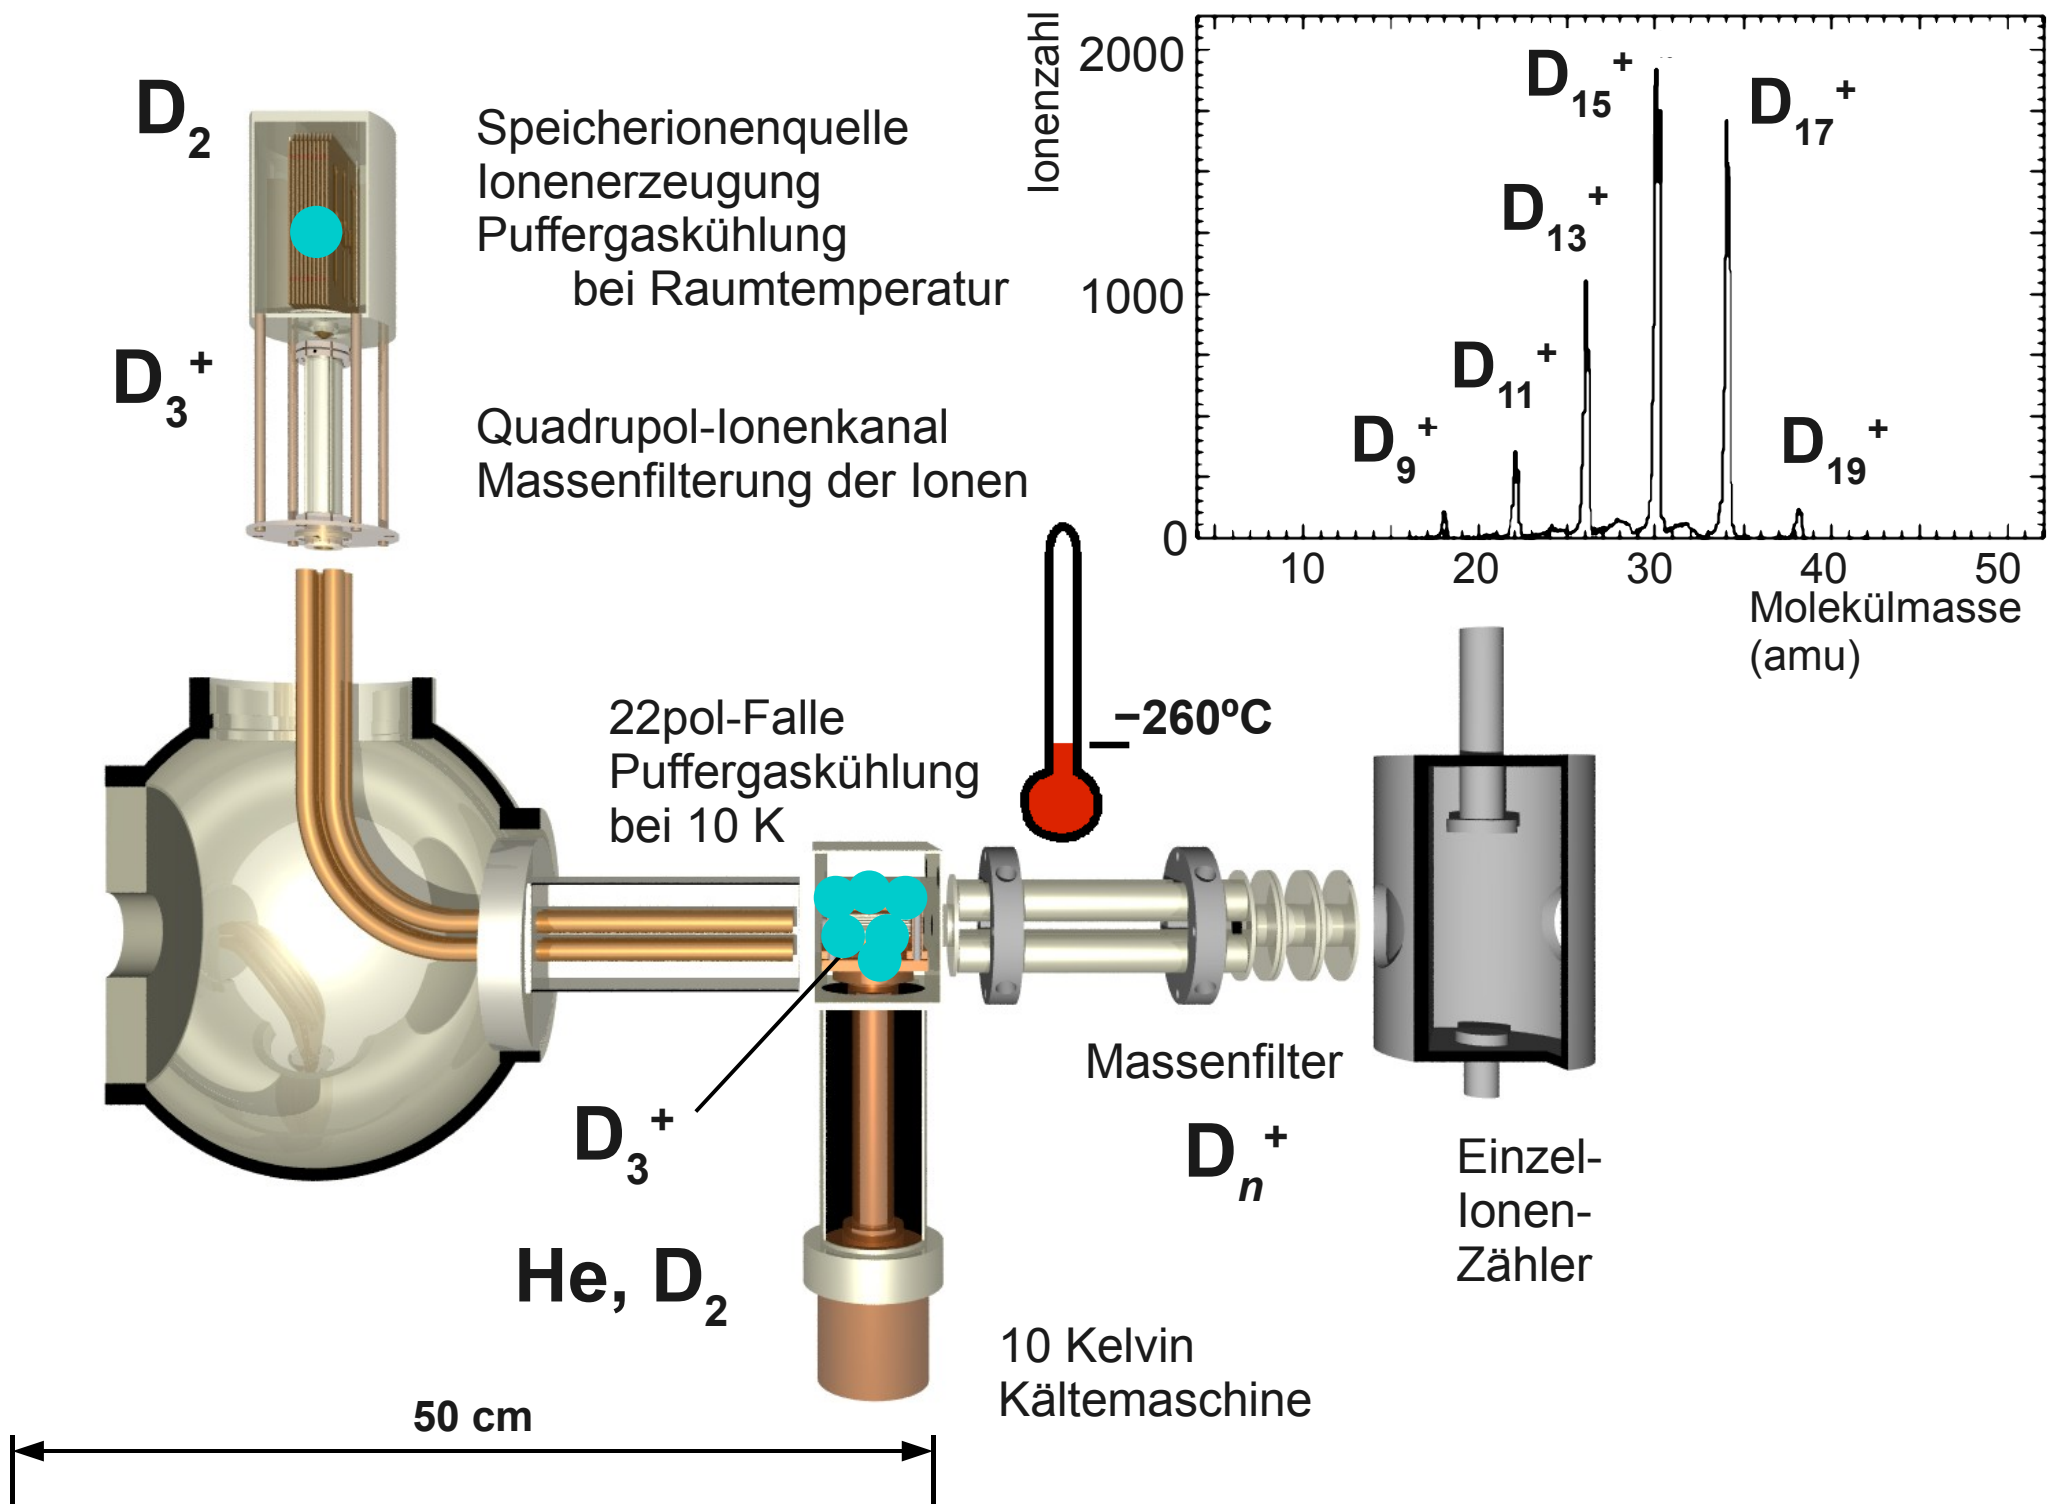 D2
Speicherionenquelle
Ionenerzeugung
Puffergaskühlung
bei Raumtemperatur
D3+
Quadrupol-Ionenkanal
Massenfilterung der Ionen
Ionenzahl
2000
1000
0
D9+
D11+
D13+
D15+
D17+
D19+
10 20 30 40 50
Molekülmasse
(amu)
22pol-Falle
Puffergaskühlung
bei 10 K
–260ºC
D3+
He, D2
Massenfilter
Dn+
Einzel-
Ionen-
Zähler
10 Kelvin
Kältemaschine
50 cm